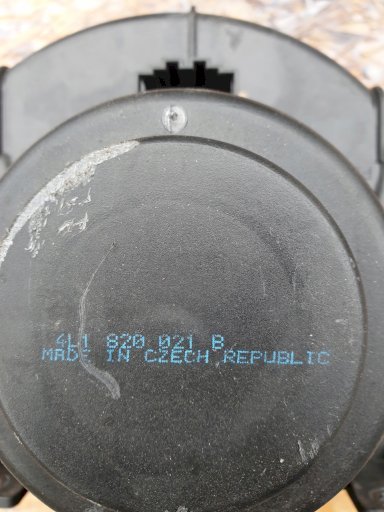 4L1 820 021 B
MADE IN CZECH REPUBLIC